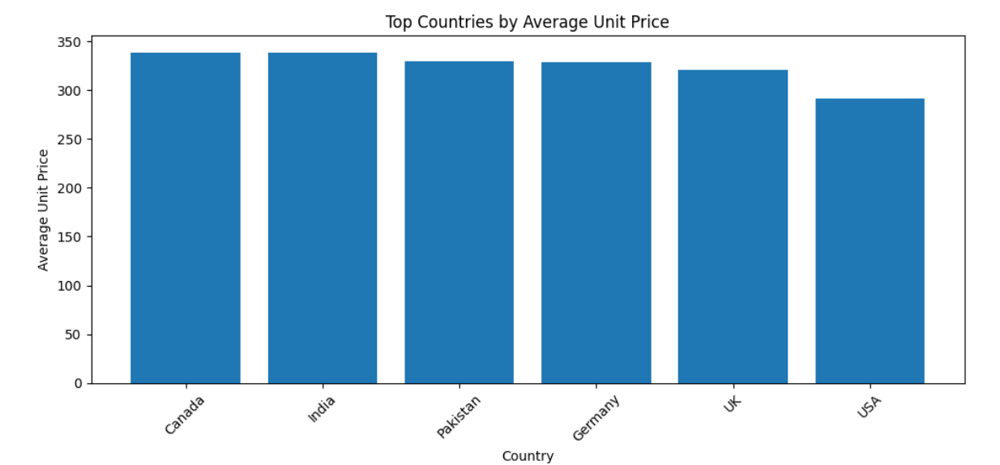 Top Countries by Average Unit Price
350
300
250
200
150
100
50
0
Average Unit Price
Canada
India
Pakistan
Germany
UK
USA
Country